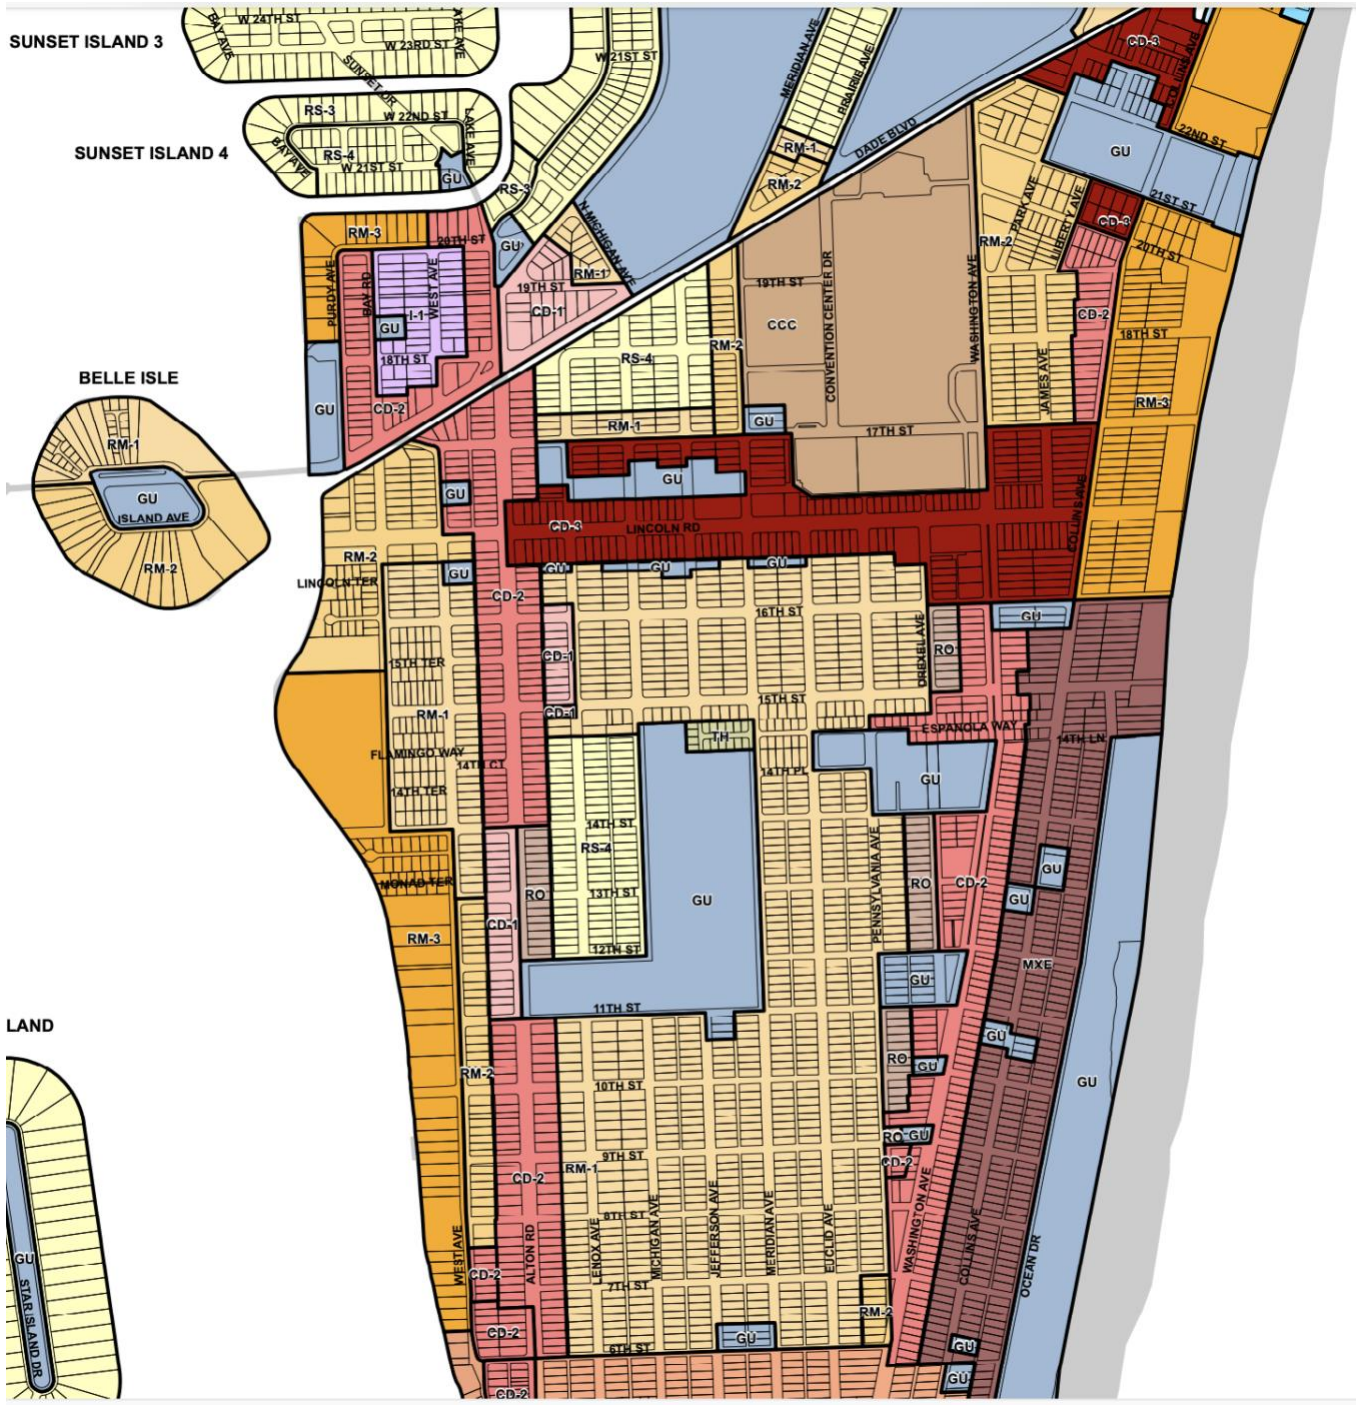 W 24TH ST
BAY AVE
LAKE AVE
SUNSET ISLAND 3
W 23RD ST
SUNSET DR
W 21ST ST
MERIDIAN AVE
PRAIRIE AVE
CD-3
COLLINS AVE
RS-3
W 22ND ST
LAKE AVE
DADE BLVD
22ND ST
SUNSET ISLAND 4
BAY AVE
RS-4
W 21ST ST
GU
RS-3
RM-1
RM-2
GU
21ST ST
PARK AVE
LIBERTY AVE
CD-3
RM-3
20TH ST
GU
N MICHIGAN AVE
RM-2
20TH ST
PURDY AVE
BAY RD
WEST AVE
RM-1
19TH ST
CD-1
19TH ST
CONVENTION CENTER DR
WASHINGTON AVE
I-1
GU
CCC
CD-2
18TH ST
18TH ST
RS-4
RM-2
JAMES AVE
BELLE ISLE
GU
CD-2
RM-3
RM-1
RM-1
GU
17TH ST
GU
GU
GU
ISLAND AVE
CD-3
LINCOLN RD
COLLINS AVE
RM-2
RM-2
LINCOLN TER
GU
GU
GU
GU
CD-2
16TH ST
GU
DREXEL AVE
RO
15TH TER
CD-1
15TH ST
RM-1
CD-1
ESPANOLA WAY
TH
14TH LN
FLAMINGO WAY
14TH CT
14TH PL
GU
14TH TER
14TH ST
RS-4
PENNSYLVANIA AVE
GU
MONAD TER
RO
13TH ST
RO
CD-2
GU
GU
CD-1
RM-3
12TH ST
MXE
GU
11TH ST
LAND
GU
RO
GU
GU
RM-2
10TH ST
RO
GU
9TH ST
RM-1
CD-2
CD-2
8TH ST
WEST AVE
ALTON RD
LENOX AVE
MICHIGAN AVE
JEFFERSON AVE
MERIDIAN AVE
EUCLID AVE
WASHINGTON AVE
COLLINS AVE
OCEAN DR
GU
STAR ISLAND DR
CD-2
7TH ST
RM-2
CD-2
GU
GU
6TH ST
GU
CD-2